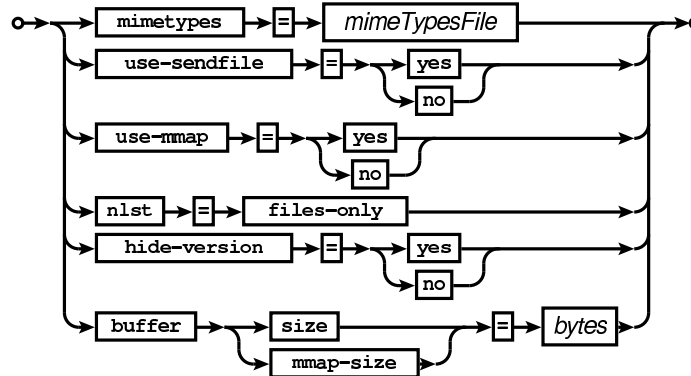 mimetypes = mimeTypesFile
use-sendfile = yes
no
use-mmap = yes
no
nlst = files-only
hide-version = yes
no
buffer size = bytes
mmap-size